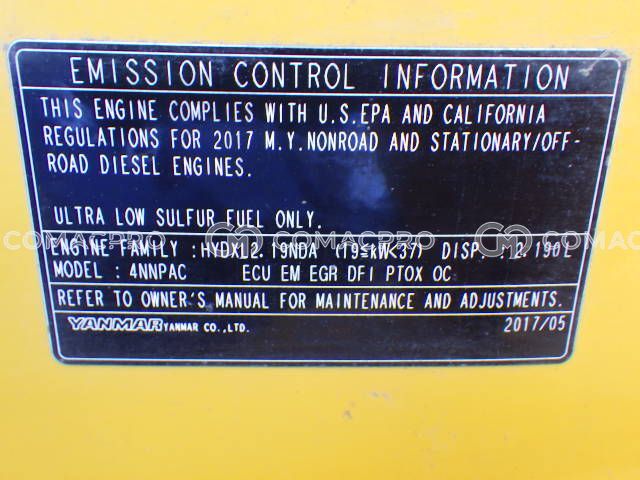 EMISSION CONTROL INFORMATION
THIS ENGINE COMPLIES WITH U.S.EPA AND CALIFORNIA
REGULATIONS FOR 2017 M.Y.NONROAD AND STATIONARY/OFF-
ROAD DIESEL ENGINES.
ULTRA LOW SULFUR FUEL ONLY.
COMACPRO COMACPRO COMACPRO
ENGINE FAMILY :HYDXL2.19NDA (19≤kW<37) DISP. :2.190L
MODEL : 4NNPAC ECU EM EGR DFI PTOX OC
REFER TO OWNER'S MANUAL FOR MAINTENANCE AND ADJUSTMENTS.
YANMAR YANMAR CO.,LTD. 2017/05